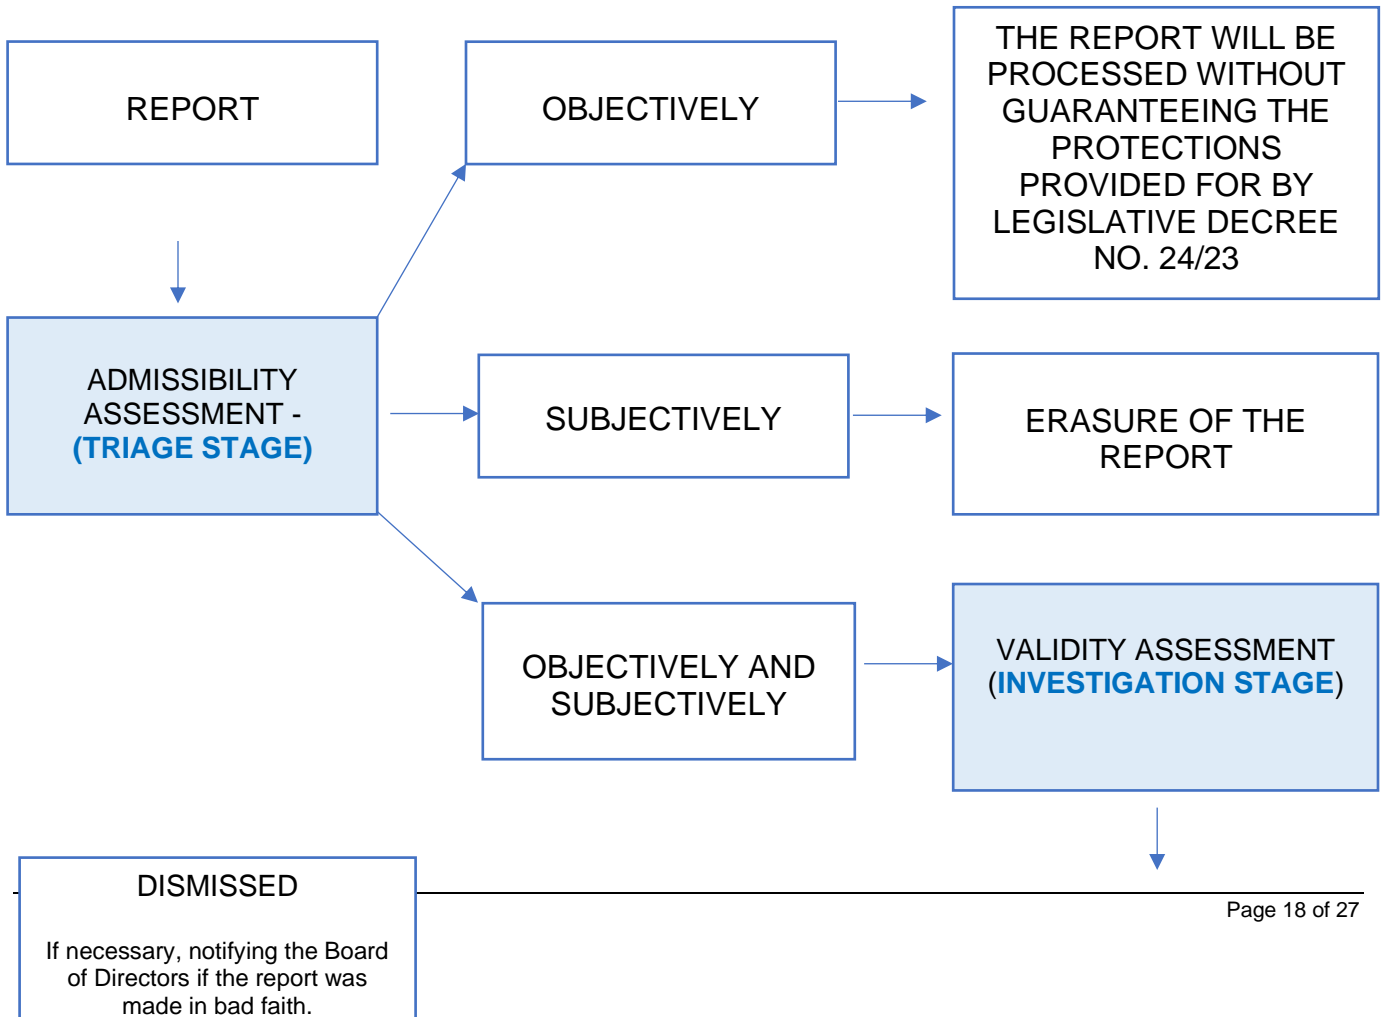 REPORT
OBJECTIVELY
THE REPORT WILL BE
PROCESSED WITHOUT
GUARANTEEING THE
PROTECTIONS
PROVIDED FOR BY
LEGISLATIVE DECREE
NO. 24/23
ADMISSIBILITY
ASSESSMENT -
(TRIAGE STAGE)
SUBJECTIVELY
ERASURE OF THE
REPORT
OBJECTIVELY AND
SUBJECTIVELY
VALIDITY ASSESSMENT
(INVESTIGATION STAGE)
DISMISSED
If necessary, notifying the Board
of Directors if the report was
made in bad faith.
Page 18 of 27